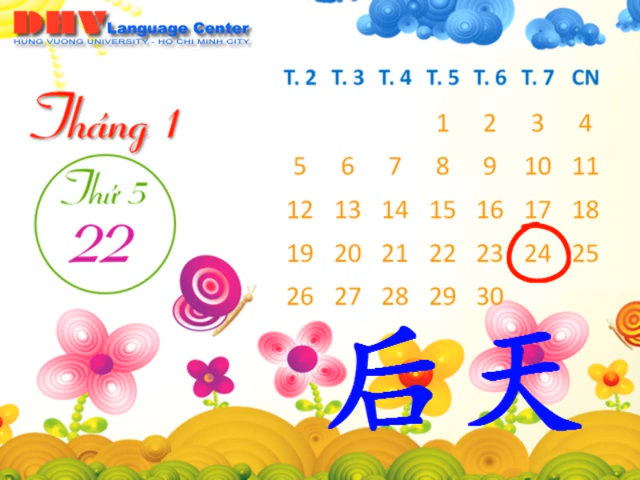 DHV Language Center
HUNG VUONG UNIVERSITY - HO CHI MINH CITY
Tháng 1
Thứ 5
22
T. 2 T. 3 T. 4 T. 5 T. 6 T. 7 CN
1 2 3 4
5 6 7 8 9 10 11
12 13 14 15 16 17 18
19 20 21 22 23 24 25
26 27 28 29 30
后天